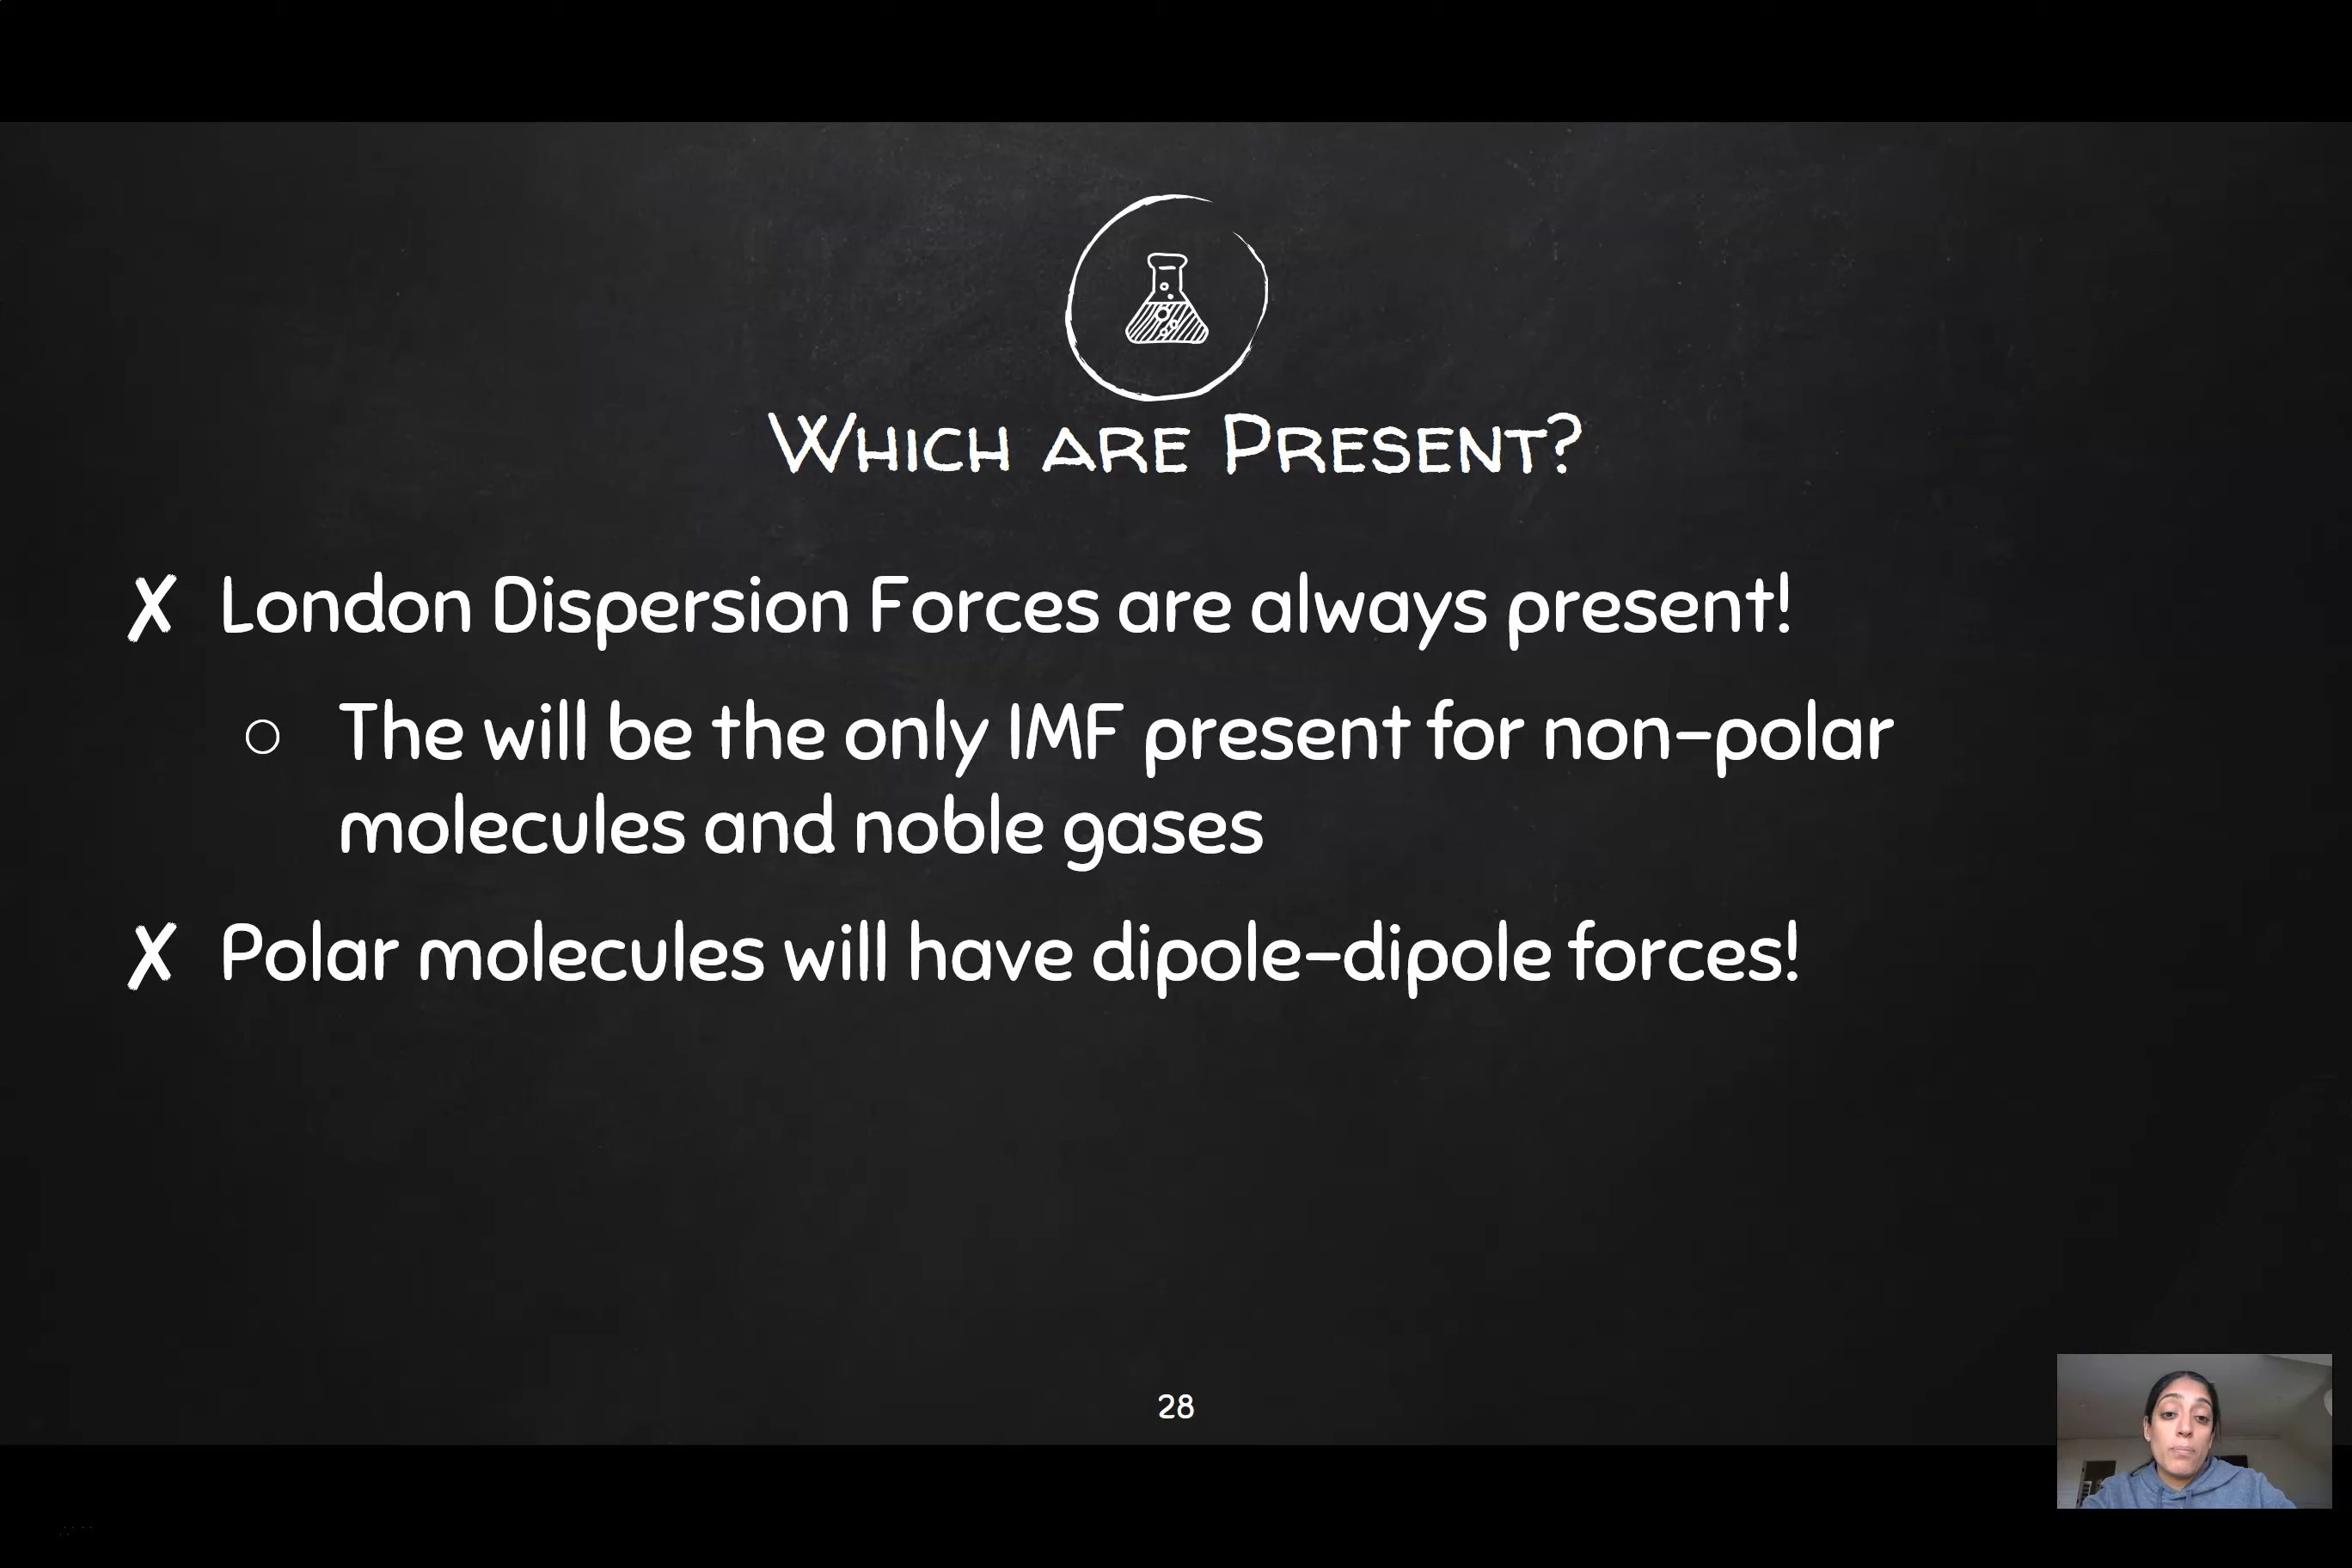 Which are Present?
✗ London Dispersion Forces are always present!
○ The will be the only IMF present for non-polar
molecules and noble gases
✗ Polar molecules will have dipole-dipole forces!
28